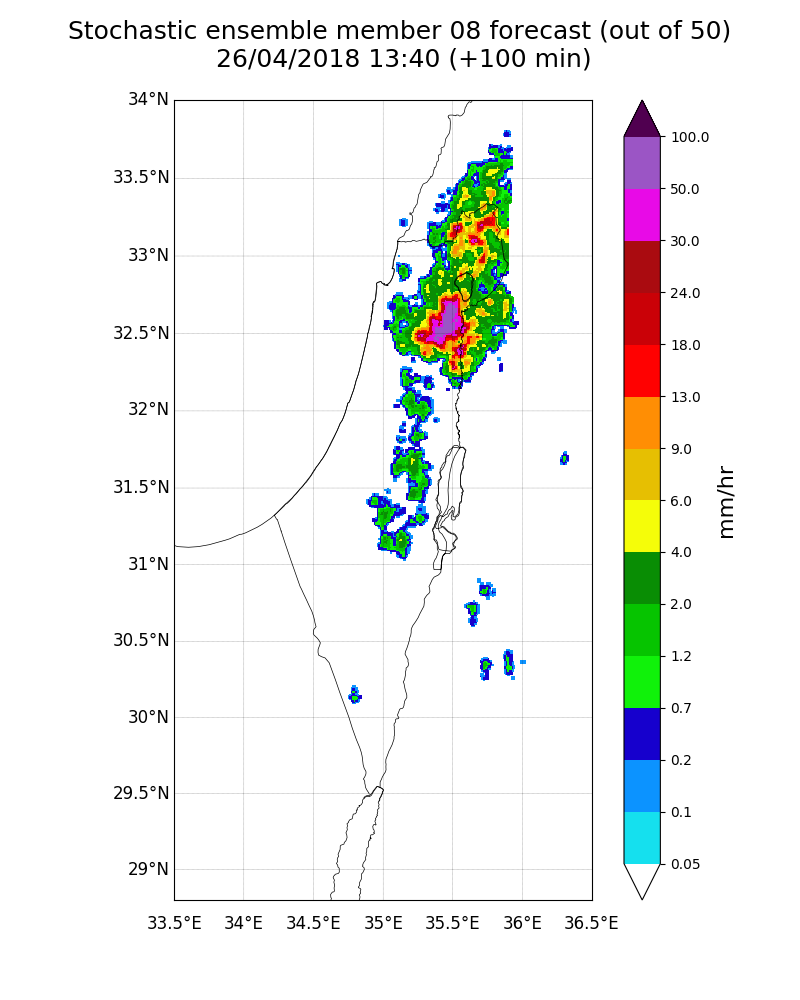 Stochastic ensemble member 08 forecast (out of 50)
26/04/2018 13:40 (+100 min)
34°N
33.5°N
33°N
32.5°N
32°N
31.5°N
31°N
30.5°N
30°N
29.5°N
29°N
33.5°E 34°E 34.5°E 35°E 35.5°E 36°E 36.5°E
100.0
50.0
30.0
24.0
18.0
13.0
9.0
6.0
4.0
2.0
1.2
0.7
0.2
0.1
0.05
mm/hr